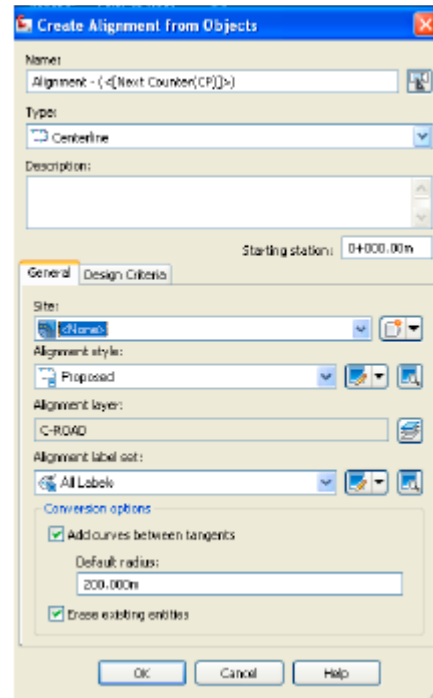 Create Alignment from Objects
Name:
Alignment - (<[Next Counter(CP)]>)
Type:
Centerline
Description:
Starting station: 0+000.00m
General Design Criteria
Site:
<None>
Alignment style:
Proposed
Alignment layer:
C-ROAD
Alignment label set:
All Labels
Conversion options
Add curves between tangents
Default radius:
200.000m
Erase existing entities
OK Cancel Help